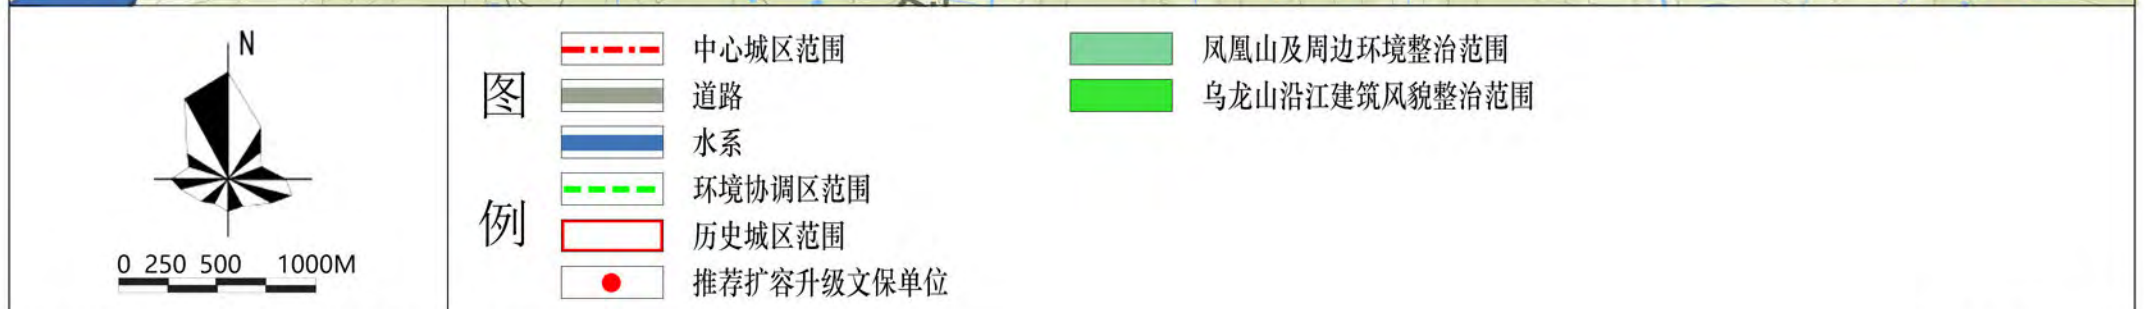 N
0 250 500 1000M
图例
中心城区范围
道路
水系
环境协调区范围
历史城区范围
推荐扩容升级文保单位
凤凰山及周边环境整治范围
乌龙山沿江建筑风貌整治范围